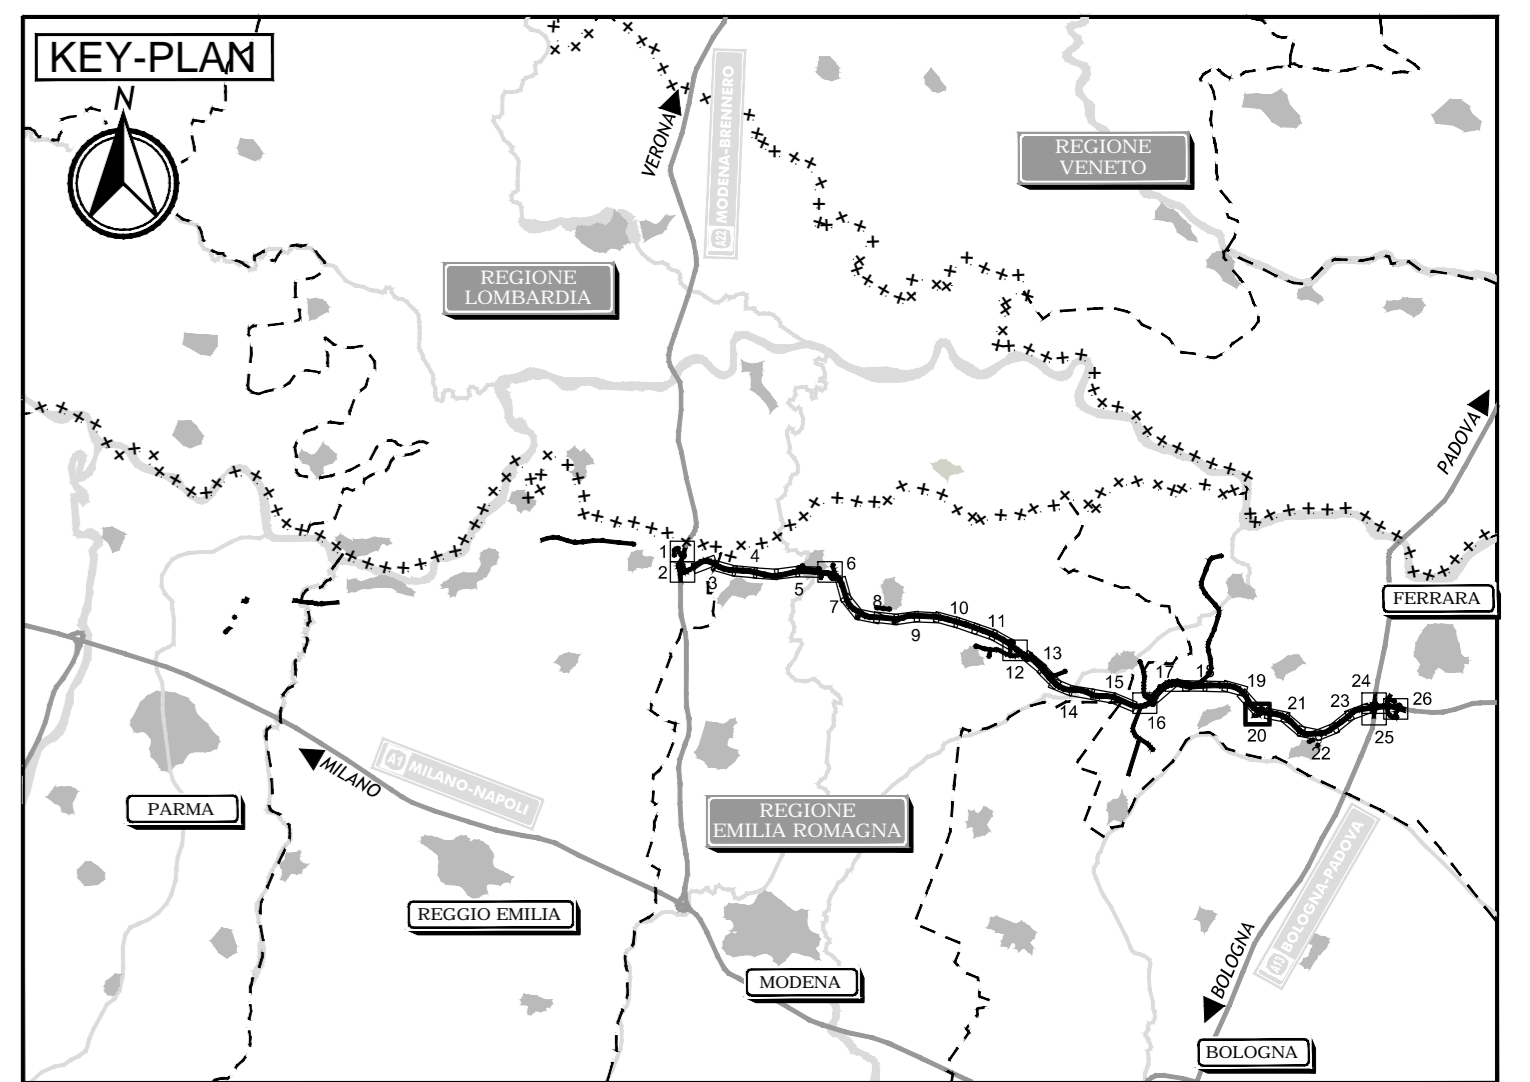 KEY-PLAN
N
VERONA
A22 MODENA-BRENNERO
REGIONE
VENETO
REGIONE
LOMBARDIA
PADOVA
1
2
3
4
5
6
7
8
9
10
11
12
13
14
15
16
17
18
19
20
21
22
23
24
25
26
FERRARA
MILANO
A1 MILANO-NAPOLI
PARMA
REGIONE
EMILIA ROMAGNA
A13 BOLOGNA-PADOVA
REGGIO EMILIA
MODENA
BOLOGNA
BOLOGNA